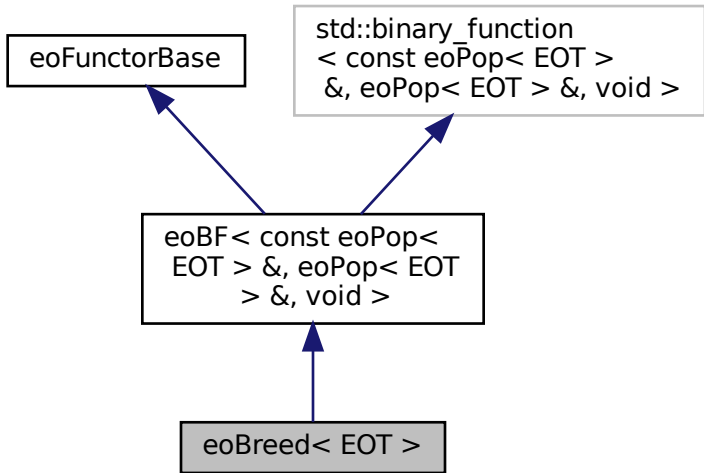 eoFunctorBase
std::binary_function
< const eoPop< EOT >
&, eoPop< EOT > &, void >
eoBF< const eoPop<
EOT > &, eoPop< EOT
> &, void >
eoBreed< EOT >